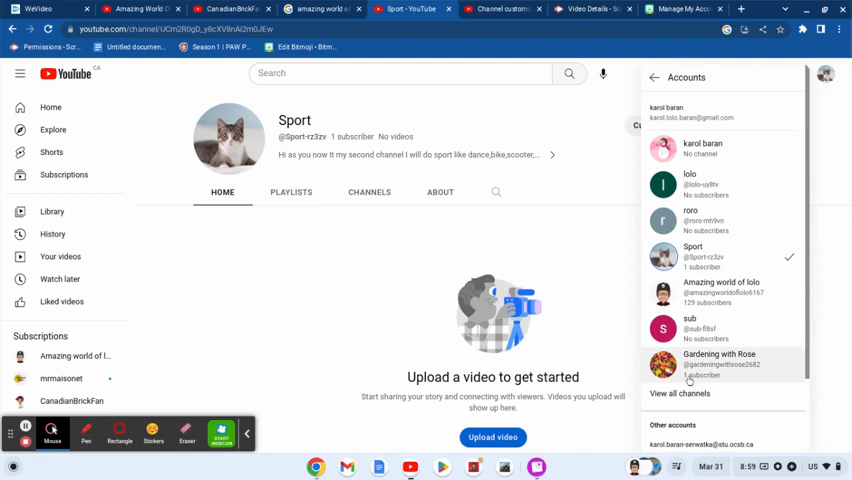 WeVideo
Amazing World O
CanadianBrickFan
amazing world of
Sport - YouTube
Channel custom
Video Details - Sc
Manage My Acco
youtube.com/channel/UCm2R0gD_y8cXV8nAi2m0JEw
Permissions - Scr...
Untitled documen...
Season 1 | PAW P...
Edit Bitmoji - Bitm...
YouTube CA
Search
Home
Explore
Shorts
Subscriptions
Library
History
Your videos
Watch later
Liked videos
Subscriptions
Amazing world of l...
mrmaisonet
CanadianBrickFan
Sport
@Sport-rz3zv 1 subscriber No videos
Hi as you now It my second channel I will do sport like dance,bike,scooter,...
Cu
HOME PLAYLISTS CHANNELS ABOUT
Upload a video to get started
Start sharing your story and connecting with viewers. Videos you upload will
show up here.
Upload video
Accounts
karol baran
karol.lolo.baran@gmail.com
karol baran
No channel
l
lolo
@lolo-uy8tv
No subscribers
r
roro
@roro-rnh9vn
No subscribers
Sport
@Sport-rz3zv
1 subscriber
Amazing world of lolo
@amazingworldoflolo6167
129 subscribers
S
sub
@sub-fl8sf
No subscribers
Gardening with Rose
@gardeningwithrose2682
1 subscriber
View all channels
Other accounts
karol.baran-serwatka@stu.ocsb.ca
Mouse
Pen
Rectangle
Stickers
Eraser
START
WEBCAM
Mar 31
8:59
US